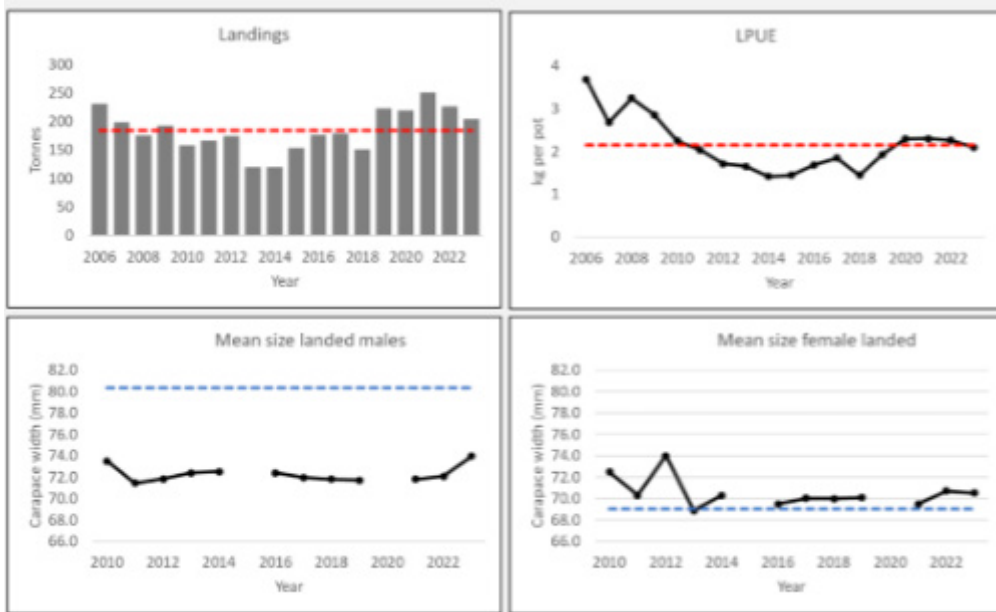 Landings
Tonnes
300
250
200
150
100
50
0
2006 2008 2010 2012 2014 2016 2018 2020 2022
Year
LPUE
kg per pot
4
3
2
1
0
2006 2008 2010 2012 2014 2016 2018 2020 2022
Year
Mean size landed males
Carapace width (mm)
82.0
80.0
78.0
76.0
74.0
72.0
70.0
68.0
66.0
2010 2012 2014 2016 2018 2020 2022
Year
Mean size female landed
Carapace width (mm)
82.0
80.0
78.0
76.0
74.0
72.0
70.0
68.0
66.0
2010 2012 2014 2016 2018 2020 2022
Year